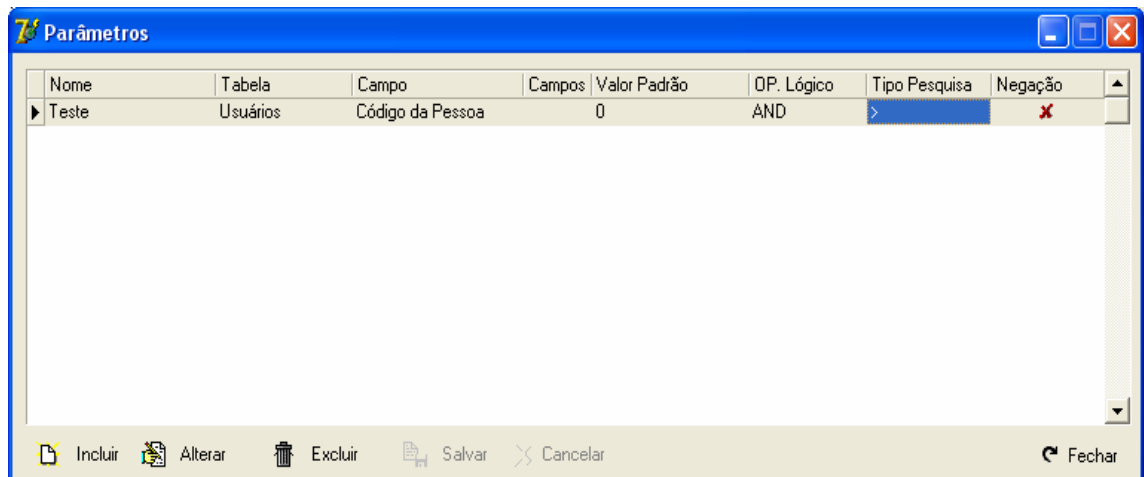 Parâmetros
Nome Tabela Campo Campos Valor Padrão OP. Lógico Tipo Pesquisa Negação
Teste Usuários Código da Pessoa 0 AND >
Incluir Alterar Excluir Salvar Cancelar Fechar